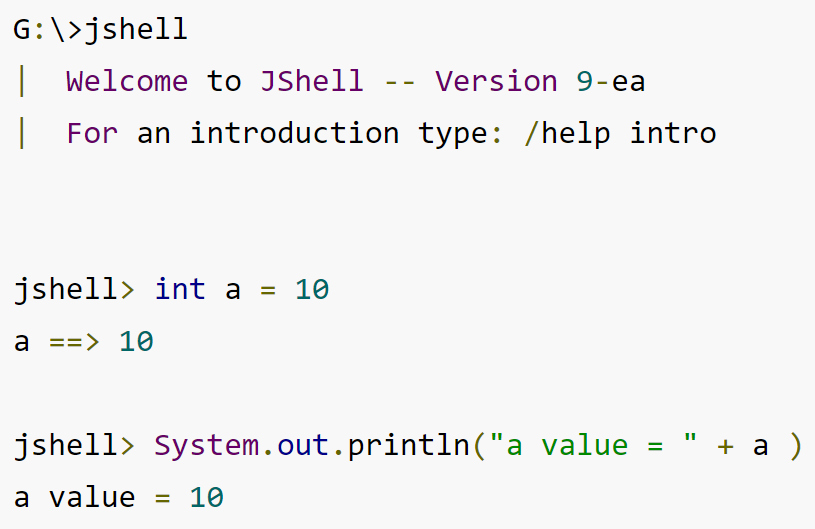 G:\>jshell
|  Welcome to JShell -- Version 9-ea
|  For an introduction type: /help intro
jshell> int a = 10
a ==> 10
jshell> System.out.println("a value = " + a )
a value = 10